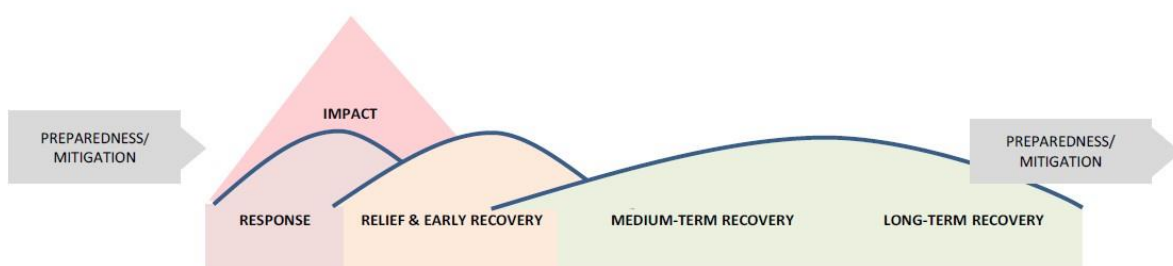 IMPACT
PREPAREDNESS/
MITIGATION
PREPAREDNESS/
MITIGATION
RESPONSE
RELIEF & EARLY RECOVERY
MEDIUM-TERM RECOVERY
LONG-TERM RECOVERY